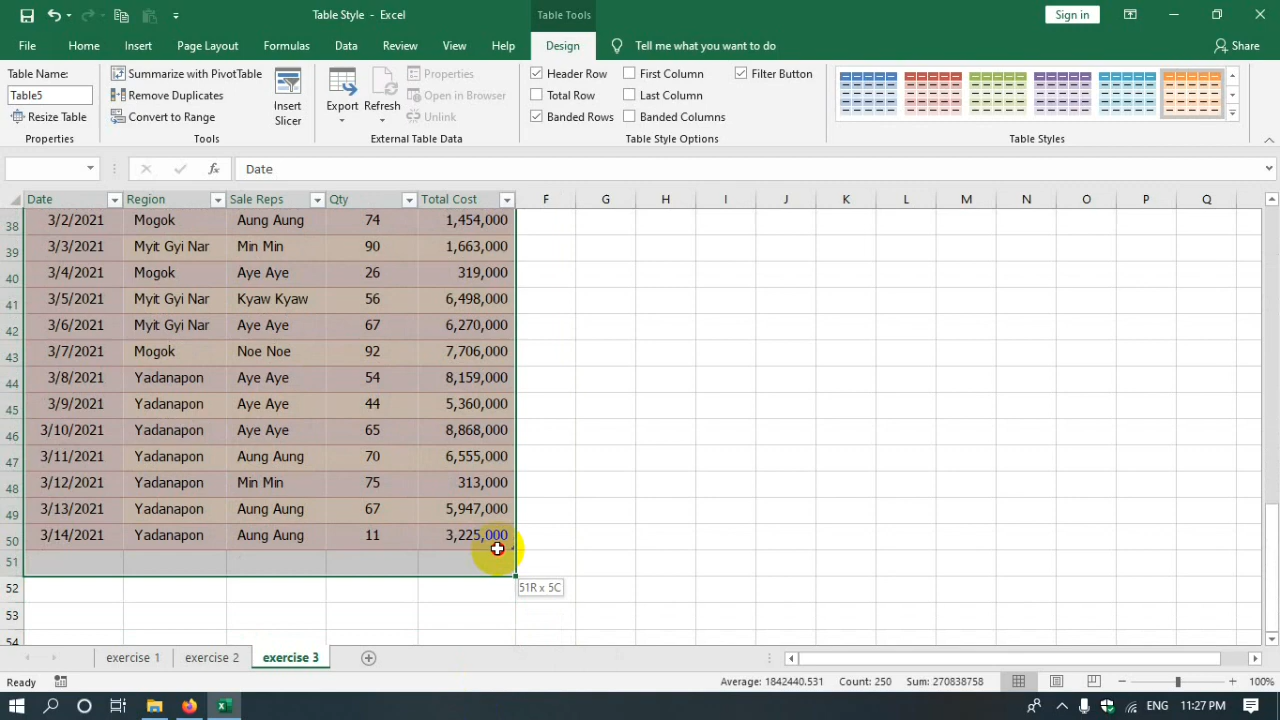 Table Style - Excel
Table Tools
Sign in
File Home Insert Page Layout Formulas Data Review View Help Design Tell me what you want to do Share
Table Name:
Table5
Resize Table
Properties
Summarize with PivotTable
Remove Duplicates
Convert to Range
Insert
Slicer
Tools
Export
Refresh
Properties
Open in Browser
Unlink
External Table Data
Header Row First Column Filter Button
Total Row Last Column
Banded Rows Banded Columns
Table Style Options
Table Styles
fx Date
Date Region Sale Reps Qty Total Cost F G H I J K L M N O P Q
38 3/2/2021 Mogok Aung Aung 74 1,454,000
39 3/3/2021 Myit Gyi Nar Min Min 90 1,663,000
40 3/4/2021 Mogok Aye Aye 26 319,000
41 3/5/2021 Myit Gyi Nar Kyaw Kyaw 56 6,498,000
42 3/6/2021 Myit Gyi Nar Aye Aye 67 6,270,000
43 3/7/2021 Mogok Noe Noe 92 7,706,000
44 3/8/2021 Yadanapon Aye Aye 54 8,159,000
45 3/9/2021 Yadanapon Aye Aye 44 5,360,000
46 3/10/2021 Yadanapon Aye Aye 65 8,868,000
47 3/11/2021 Yadanapon Aung Aung 70 6,555,000
48 3/12/2021 Yadanapon Min Min 75 313,000
49 3/13/2021 Yadanapon Aung Aung 67 5,947,000
50 3/14/2021 Yadanapon Aung Aung 11 3,225,000
51
51R x 5C
52
53
54
exercise 1 exercise 2 exercise 3
Ready Average: 1842440.531 Count: 250 Sum: 270838758 100%
ENG 11:27 PM